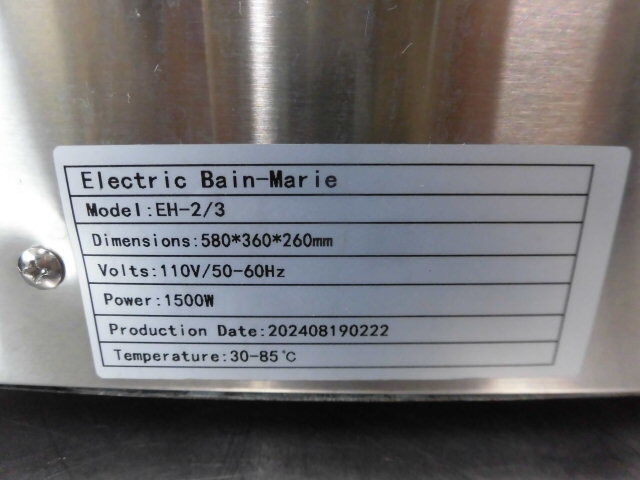 Electric Bain-Marie
Model:EH-2/3
Dimensions:580*360*260mm
Volts:110V/50-60Hz
Power:1500W
Production Date:202408190222
Temperature:30-85℃